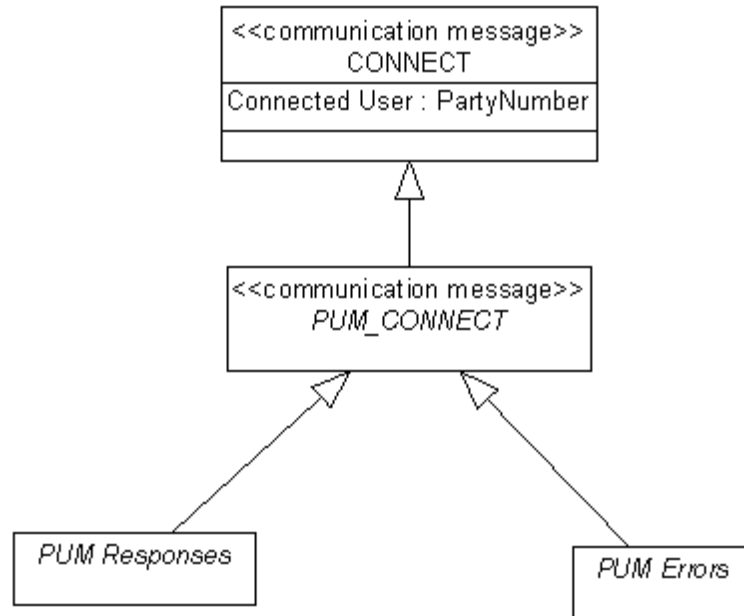 <<communication message>>
CONNECT
Connected User : PartyNumber
<<communication message>>
PUM_CONNECT
PUM Responses
PUM Errors